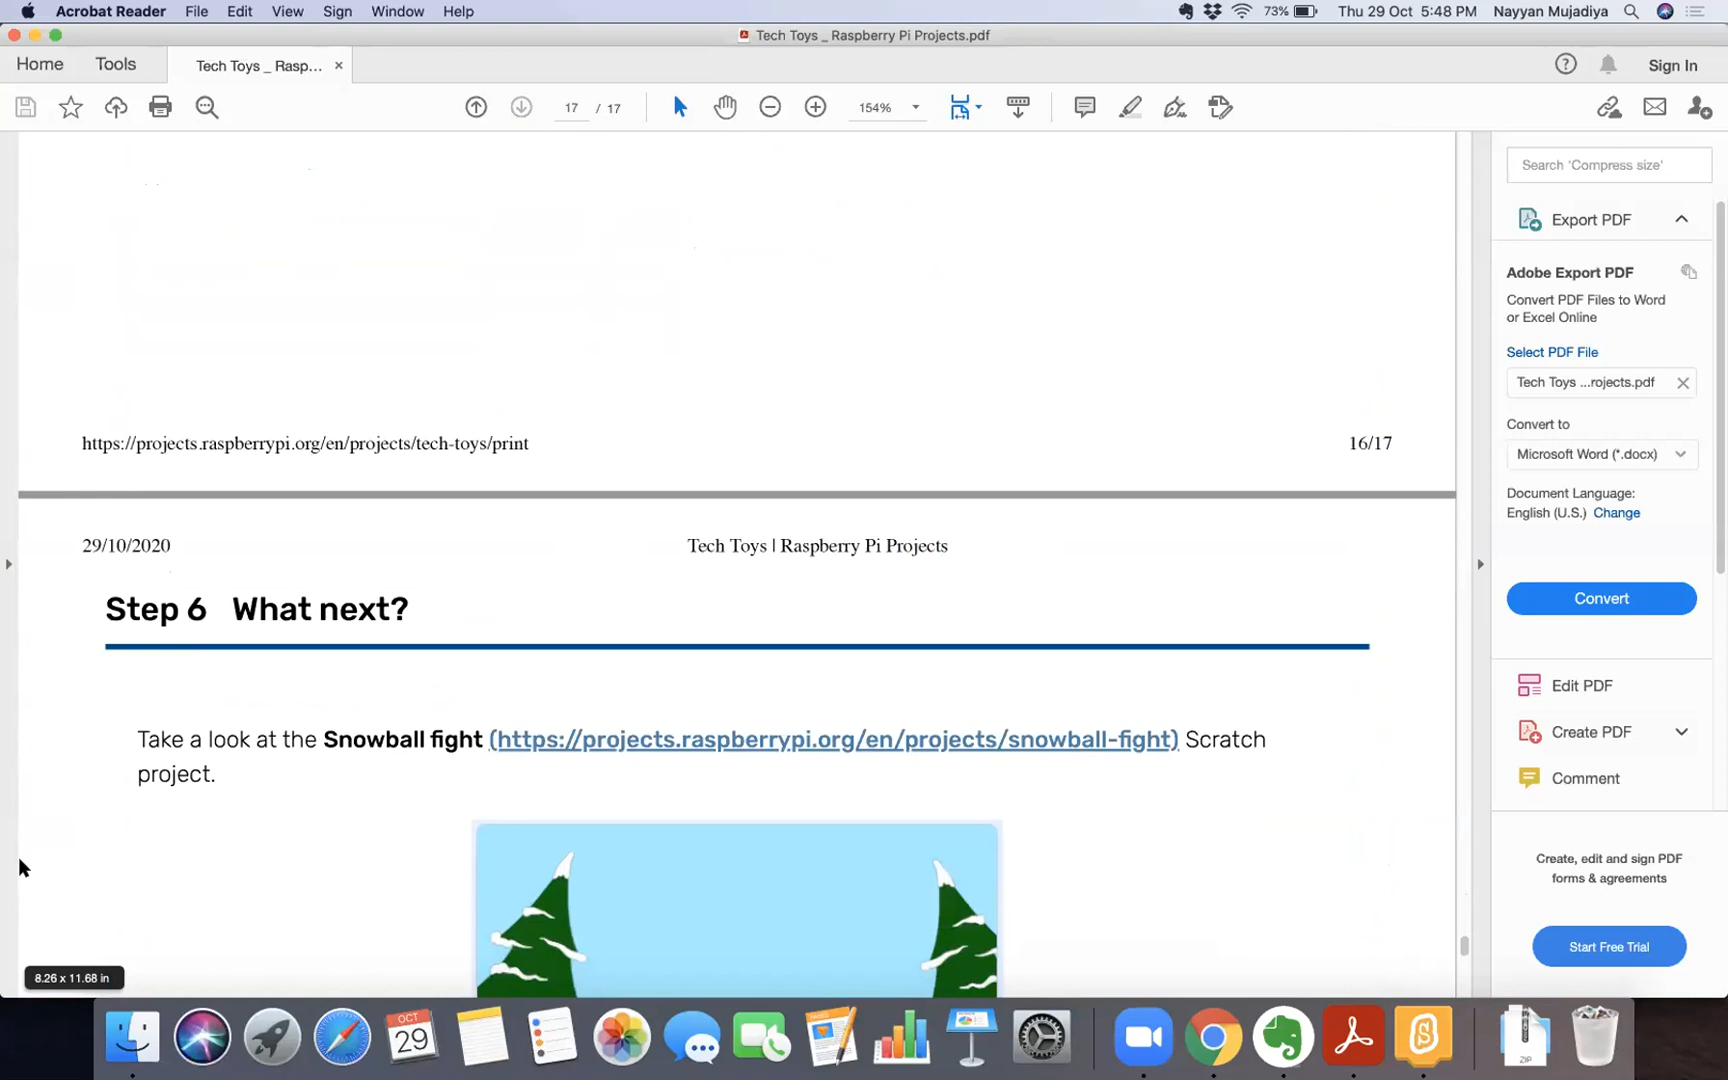 Acrobat Reader File Edit View Sign Window Help 73% Thu 29 Oct 5:48 PM Nayyan Mujadiya
Tech Toys _ Raspberry Pi Projects.pdf
Home Tools Tech Toys _ Rasp... × Sign In
17 / 17 154%
Search 'Compress size'
Export PDF
Adobe Export PDF
Convert PDF Files to Word
or Excel Online
Select PDF File
Tech Toys ...rojects.pdf
Convert to
Microsoft Word (*.docx)
Document Language:
English (U.S.) Change
Convert
Edit PDF
Create PDF
Comment
Create, edit and sign PDF
forms & agreements
Start Free Trial
https://projects.raspberrypi.org/en/projects/tech-toys/print 16/17
29/10/2020 Tech Toys | Raspberry Pi Projects
Step 6 What next?
Take a look at the Snowball fight (https://projects.raspberrypi.org/en/projects/snowball-fight) Scratch
project.
8.26 x 11.68 in
OCT
29
ZIP